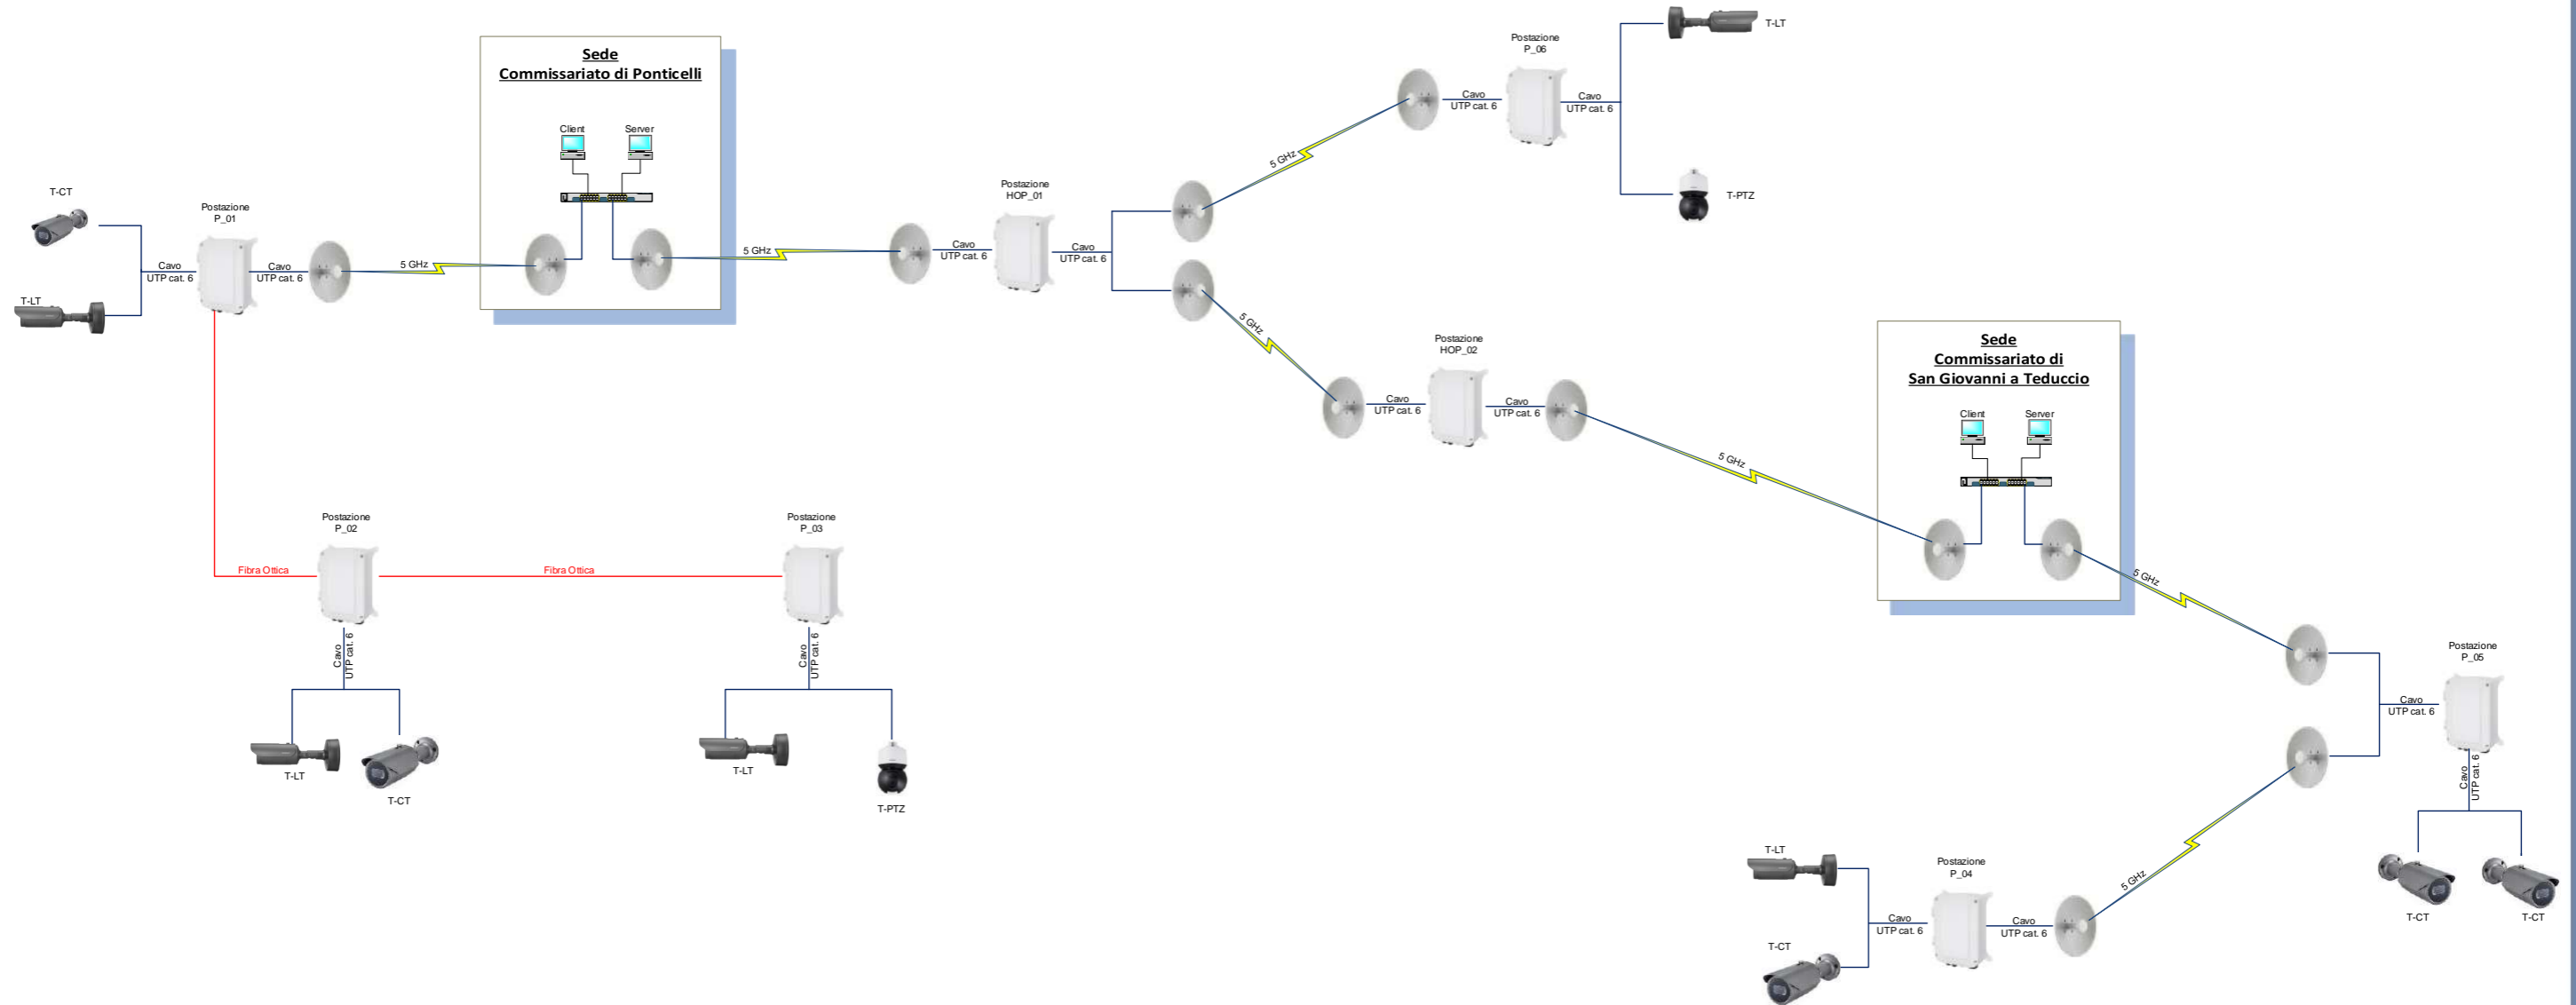 Sede
Commissariato di Ponticelli
Client
Server
T-CT
T-LT
Postazione
P_01
Cavo
UTP cat. 6
Cavo
UTP cat. 6
5 GHz
5 GHz
Cavo
UTP cat. 6
Postazione
HOP_01
Cavo
UTP cat. 6
5 GHz
Cavo
UTP cat. 6
Postazione
P_06
Cavo
UTP cat. 6
T-LT
T-PTZ
5 GHz
Cavo
UTP cat. 6
Postazione
HOP_02
Cavo
UTP cat. 6
5 GHz
Sede
Commissariato di
San Giovanni a Teduccio
Client
Server
5 GHz
Fibra Ottica
Postazione
P_02
Cavo
UTP cat. 6
T-LT
T-CT
Fibra Ottica
Postazione
P_03
Cavo
UTP cat. 6
T-LT
T-PTZ
Postazione
P_05
Cavo
UTP cat. 6
Cavo
UTP cat. 6
T-CT
T-CT
5 GHz
T-LT
T-CT
Cavo
UTP cat. 6
Postazione
P_04
Cavo
UTP cat. 6